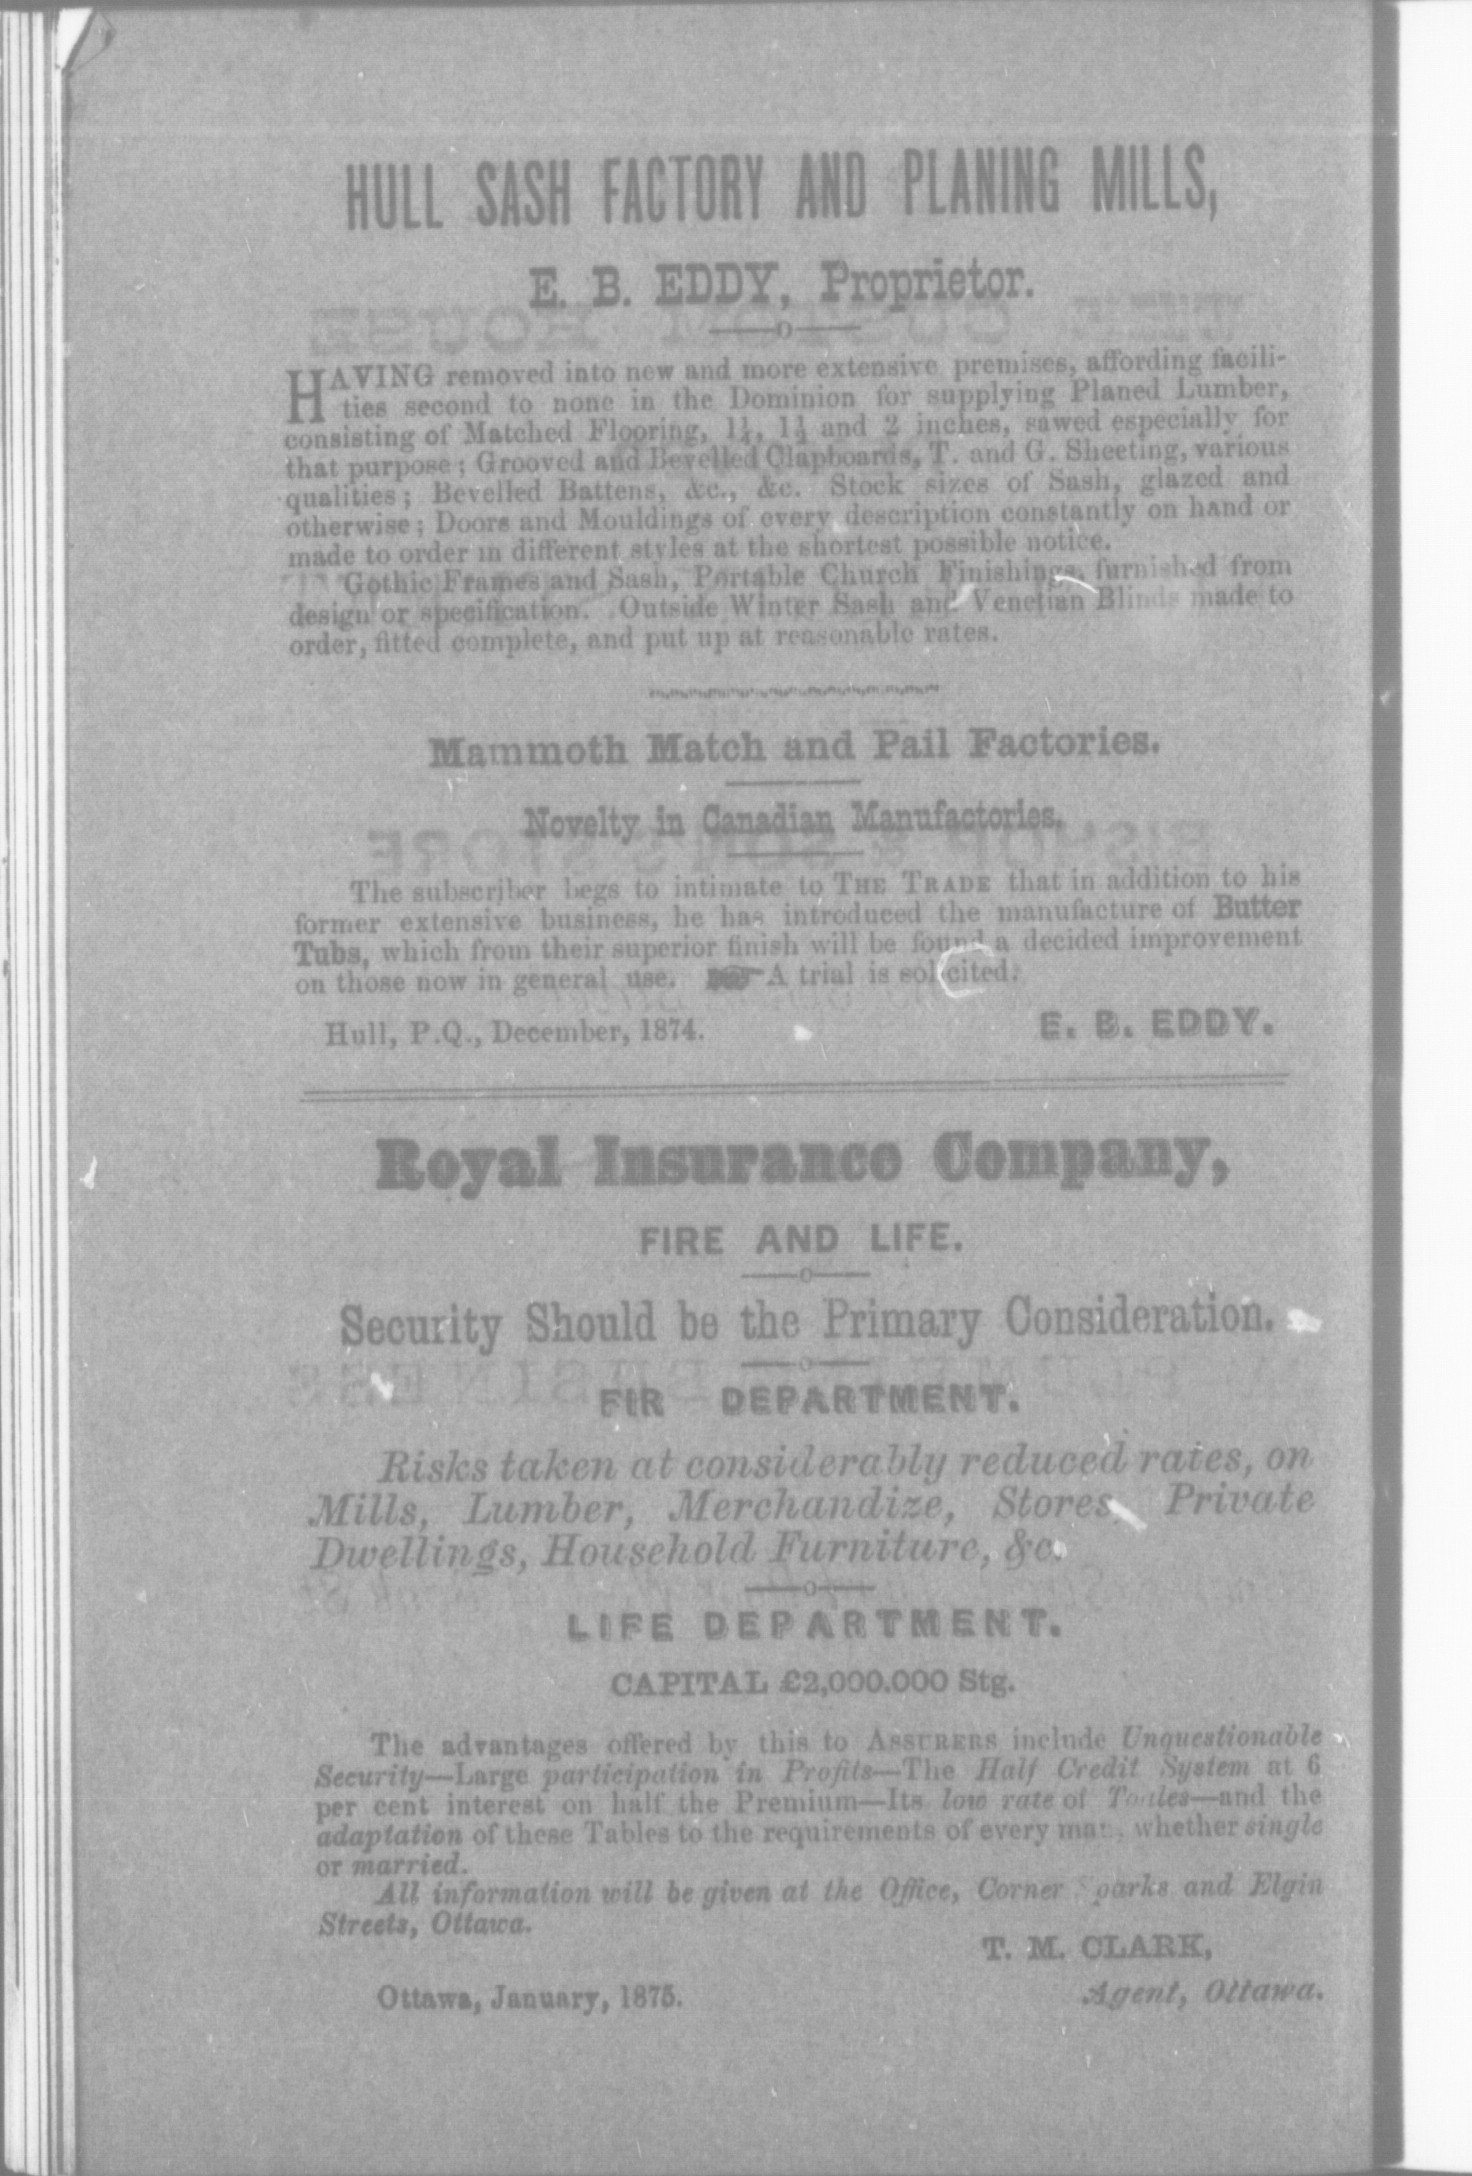 HULL SASH FACTORY AND PLANING MILLS,
E. B. EDDY, Proprietor.
HAVING removed into new and more extensive premises, affording facili-
ties second to none in the Dominion for supplying Planed Lumber,
consisting of Matched Flooring, 1¼, 1½ and 2 inches, sawed especially for
that purpose; Grooved and Bevelled Clapboards, T. and G. Sheeting, various
qualities; Bevelled Battens, &c., &c. Stock sizes of Sash, glazed and
otherwise; Doors and Mouldings of every description constantly on hand or
made to order in different styles at the shortest possible notice.
Gothic Frames and Sash, Portable Church Finishings, furnished from
design or specification. Outside Winter Sash and Venetian Blinds made to
order, fitted complete, and put up at reasonable rates.
Mammoth Match and Pail Factories.
Novelty in Canadian Manufactories.
The subscriber begs to intimate to THE TRADE that in addition to his
former extensive business, he has introduced the manufacture of Butter
Tubs, which from their superior finish will be found a decided improvement
on those now in general use. A trial is solicited.
Hull, P.Q., December, 1874. E. B. EDDY.
Royal Insurance Company,
FIRE AND LIFE.
Security Should be the Primary Consideration.
FIR DEPARTMENT.
Risks taken at considerably reduced rates, on
Mills, Lumber, Merchandize, Stores, Private
Dwellings, Household Furniture, &c.
LIFE DEPARTMENT.
CAPITAL £2,000.000 Stg.
The advantages offered by this to ASSURERS include Unquestionable
Security—Large participation in Profits—The Half Credit System at 6
per cent interest on half the Premium—Its low rate of Tables—and the
adaptation of these Tables to the requirements of every man, whether single
or married.
All information will be given at the Office, Corner Sparks and Elgin
Streets, Ottawa.
T. M. CLARK,
Ottawa, January, 1875. Agent, Ottawa.